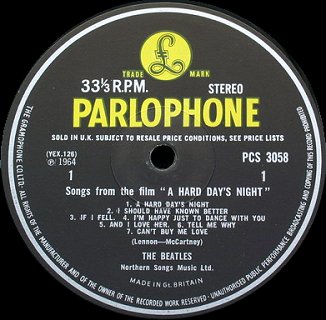 £
TRADE MARK
33⅓ R.P.M. STEREO
PARLOPHONE
SOLD IN U.K. SUBJECT TO RESALE PRICE CONDITIONS, SEE PRICE LISTS
(YEX.126) PCS 3058
℗ 1964
1 1
Songs from the film "A HARD DAY'S NIGHT"
1. A HARD DAY'S NIGHT
2. I SHOULD HAVE KNOWN BETTER
3. IF I FELL. 4. I'M HAPPY JUST TO DANCE WITH YOU
5. AND I LOVE HER. 6. TELL ME WHY
7. CAN'T BUY ME LOVE
(Lennon—McCartney)
THE BEATLES
Northern Songs Music Ltd.
MADE IN GT. BRITAIN
THE GRAMOPHONE CO. LTD. ALL RIGHTS OF THE MANUFACTURER AND OF THE OWNER OF THE RECORDED WORK RESERVED UNAUTHORISED PUBLIC PERFORMANCE BROADCASTING AND COPYING OF THIS RECORD PROHIBITED